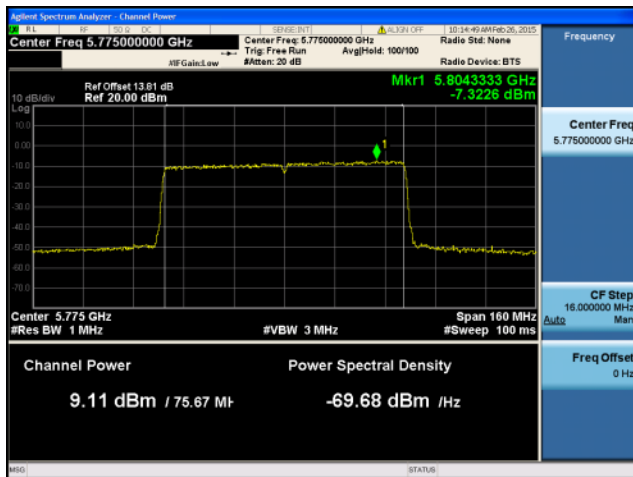 Agilent Spectrum Analyzer - Channel Power
RL RF 50 Ω DC SENSE:INT ALIGN OFF 10:14:49 AM Feb 26, 2015
Center Freq 5.775000000 GHz
Center Freq: 5.775000000 GHz
Radio Std: None
Trig: Free Run Avg|Hold: 100/100
#IFGain:Low #Atten: 20 dB Radio Device: BTS
Mkr1 5.8043333 GHz
-7.3226 dBm
Ref Offset 13.81 dB
10 dB/div Ref 20.00 dBm
Log
10.0
0.00
-10.0
-20.0
-30.0
-40.0
-50.0
-60.0
-70.0
1
Center 5.775 GHz Span 160 MHz
#Res BW 1 MHz #VBW 3 MHz #Sweep 100 ms
Channel Power Power Spectral Density
9.11 dBm / 75.67 MH -69.68 dBm /Hz
MSG STATUS
Frequency
Center Freq
5.775000000 GHz
CF Step
16.000000 MHz
Auto Man
Freq Offset
0 Hz